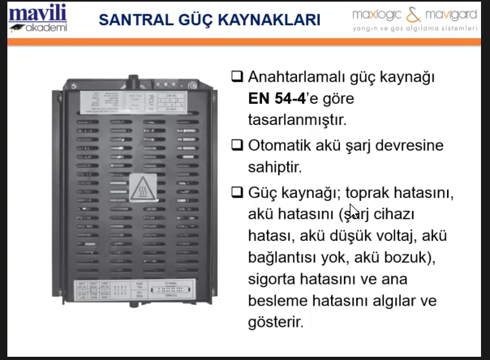 mavili
akademi
SANTRAL GÜÇ KAYNAKLARI
maxlogic & mavigard
yangın ve gaz algılama sistemleri
Anahtarlamalı güç kaynağı
EN 54-4'e göre
tasarlanmıştır.
Otomatik akü şarj devresine
sahiptir.
Güç kaynağı; toprak hatasını,
akü hatasını (şarj cihazı
hatası, akü düşük voltaj, akü
bağlantısı yok, akü bozuk),
sigorta hatasını ve ana
besleme hatasını algılar ve
gösterir.